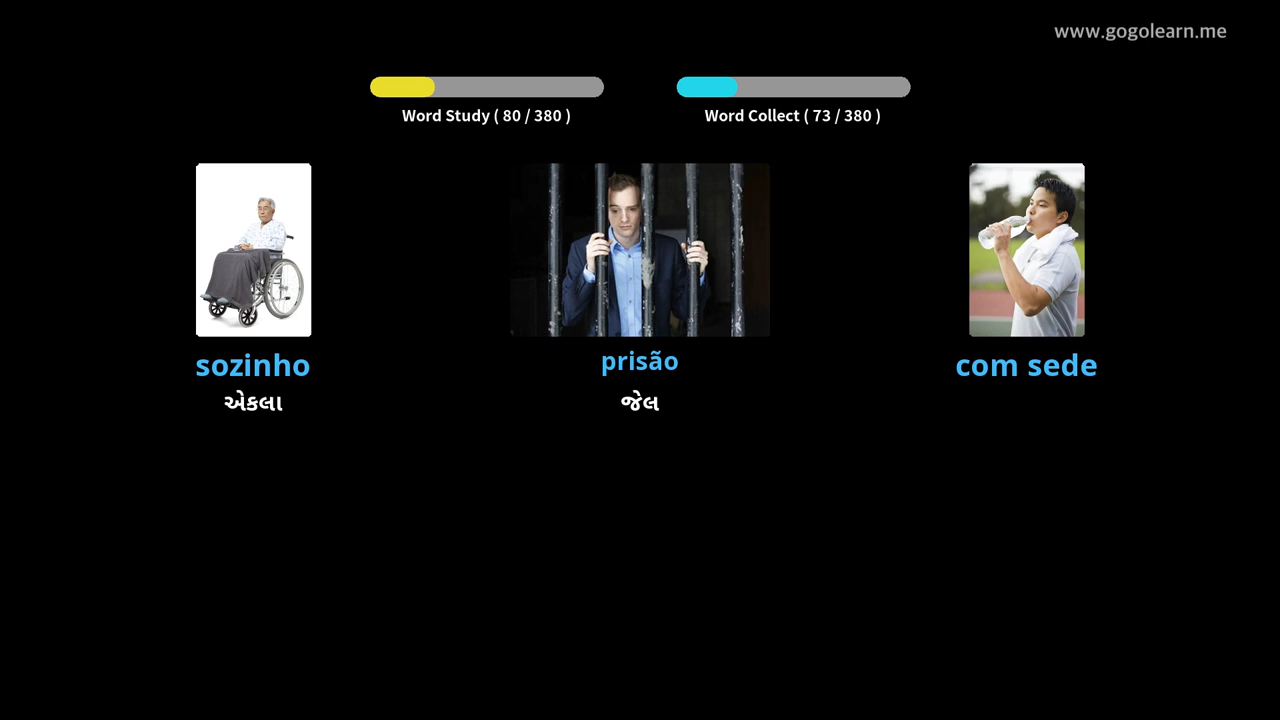 www.gogolearn.me
Word Study ( 80 / 380 )
Word Collect ( 73 / 380 )
sozinho
prisão
com sede
એકલા
જેલ